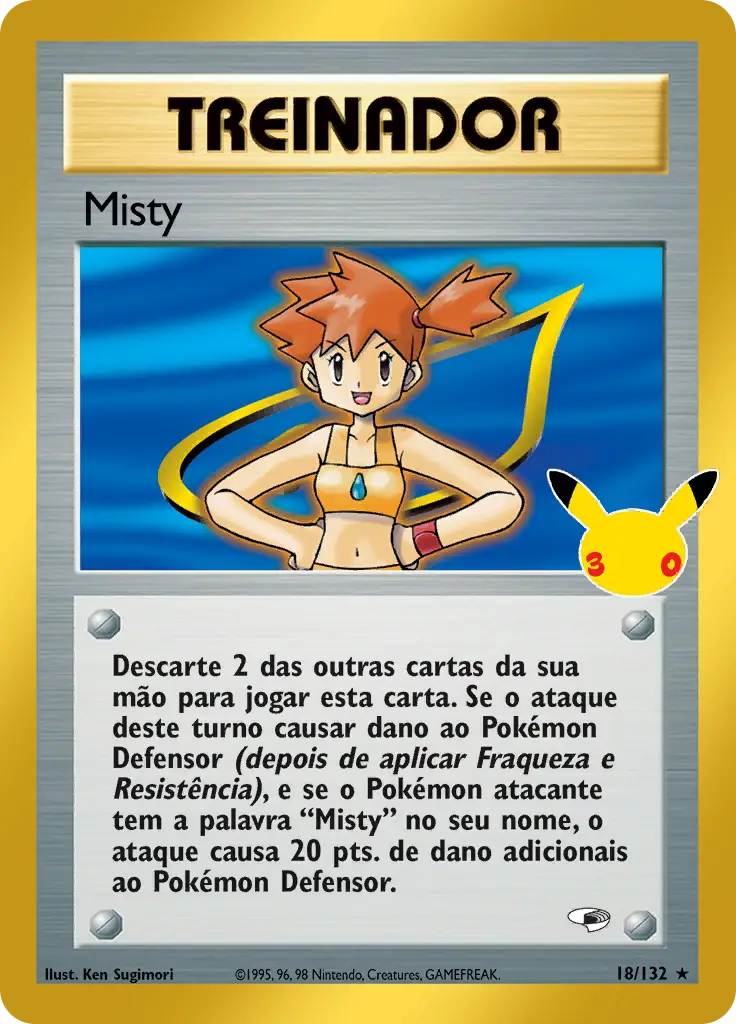 TREINADOR
Misty
3 0
Descarte 2 das outras cartas da sua
mão para jogar esta carta. Se o ataque
deste turno causar dano ao Pokémon
Defensor (depois de aplicar Fraqueza e
Resistência), e se o Pokémon atacante
tem a palavra “Misty” no seu nome, o
ataque causa 20 pts. de dano adicionais
ao Pokémon Defensor.
Ilust. Ken Sugimori ©1995, 96, 98 Nintendo, Creatures, GAMEFREAK. 18/132 ★